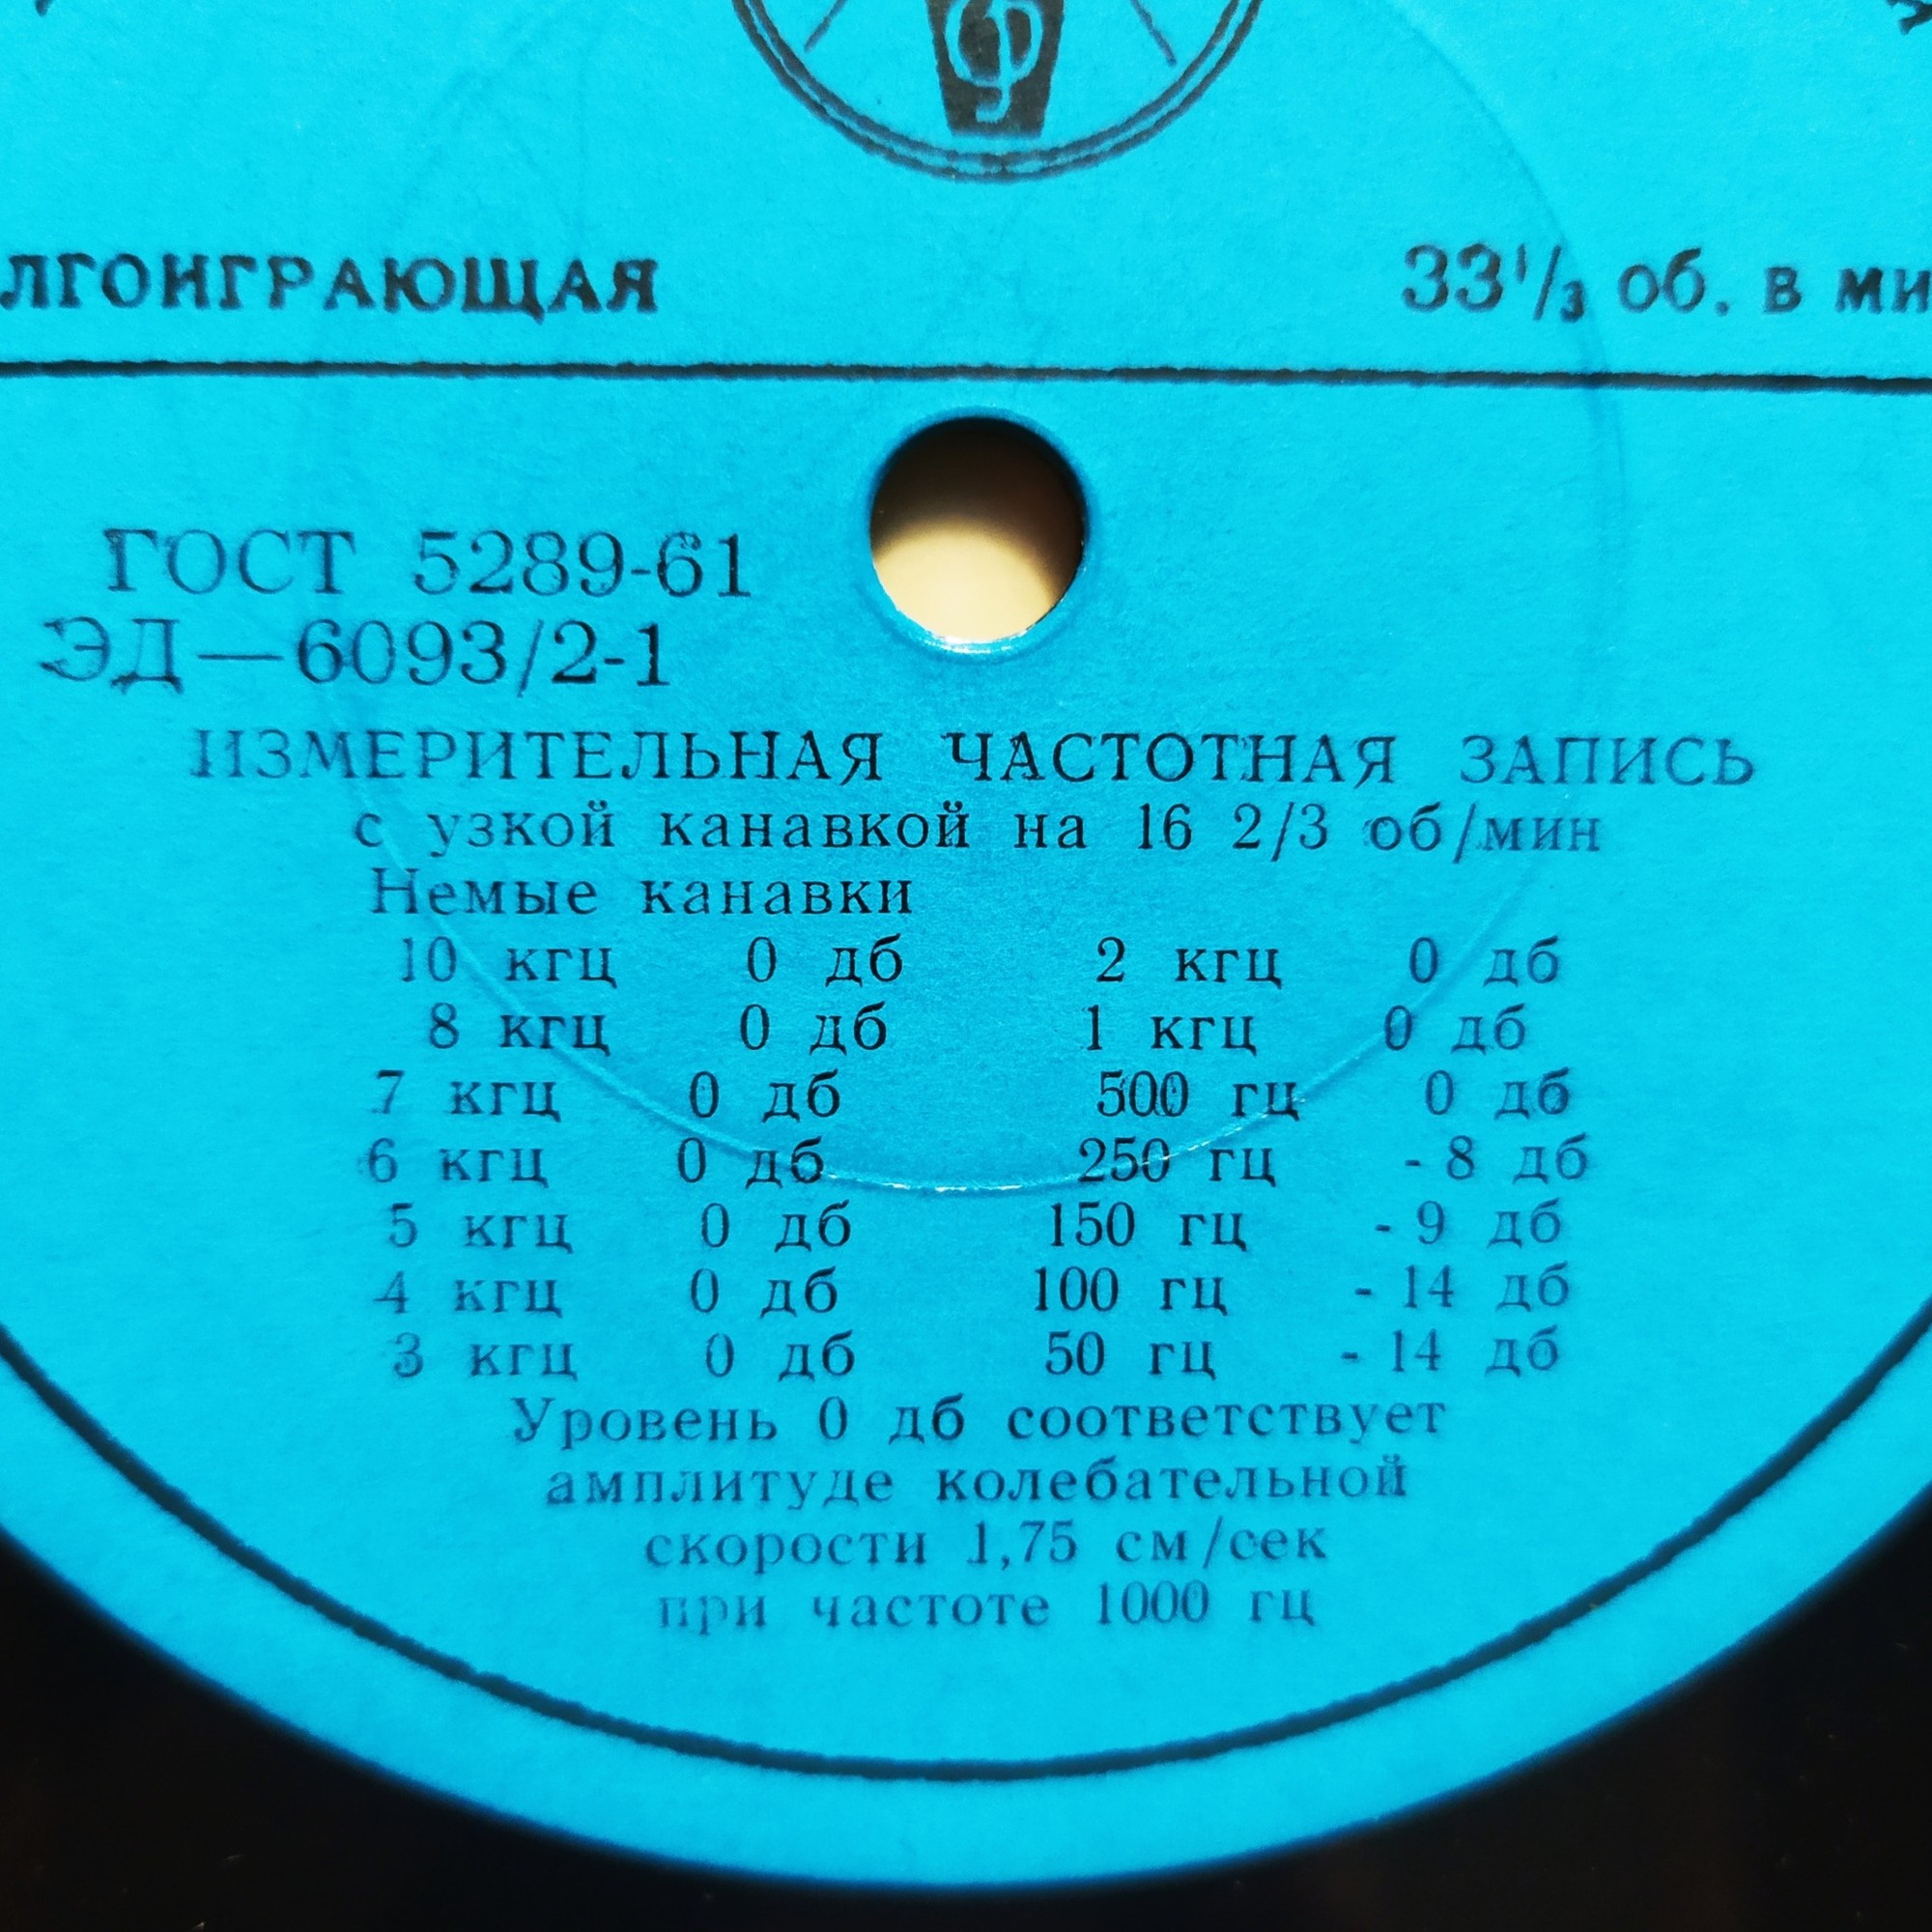 ЛГОИГРАЮЩАЯ 33 1/3 об. в ми
ГОСТ 5289-61
ЭД—6093/2-1
ИЗМЕРИТЕЛЬНАЯ ЧАСТОТНАЯ ЗАПИСЬ
с узкой канавкой на 16 2/3 об/мин
Немые канавки
10 кгц 0 дб 2 кгц 0 дб
8 кгц 0 дб 1 кгц 0 дб
7 кгц 0 дб 500 гц 0 дб
6 кгц 0 дб 250 гц - 8 дб
5 кгц 0 дб 150 гц - 9 дб
4 кгц 0 дб 100 гц - 14 дб
3 кгц 0 дб 50 гц - 14 дб
Уровень 0 дб соответствует
амплитуде колебательной
скорости 1,75 см/сек
при частоте 1000 гц